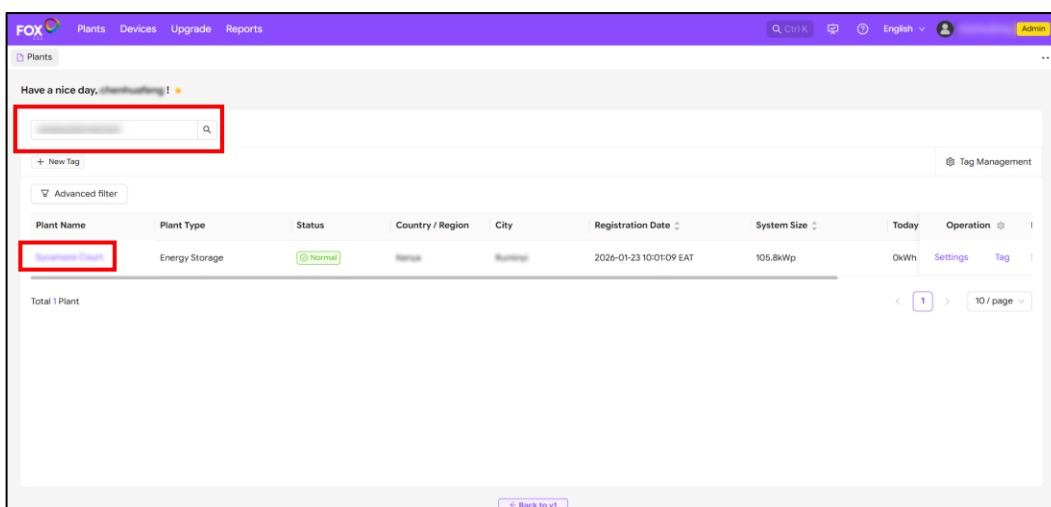 FOX ESS Plants Devices Upgrade Reports Ctrl K English Admin
Plants
Have a nice day, !
+ New Tag Tag Management
Advanced filter
Plant Name Plant Type Status Country / Region City Registration Date System Size Today Operation
Energy Storage Normal 2026-01-23 10:01:09 EAT 105.8kWp 0kWh Settings Tag
Total 1 Plant < 1 > 10 / page
← Back to v1